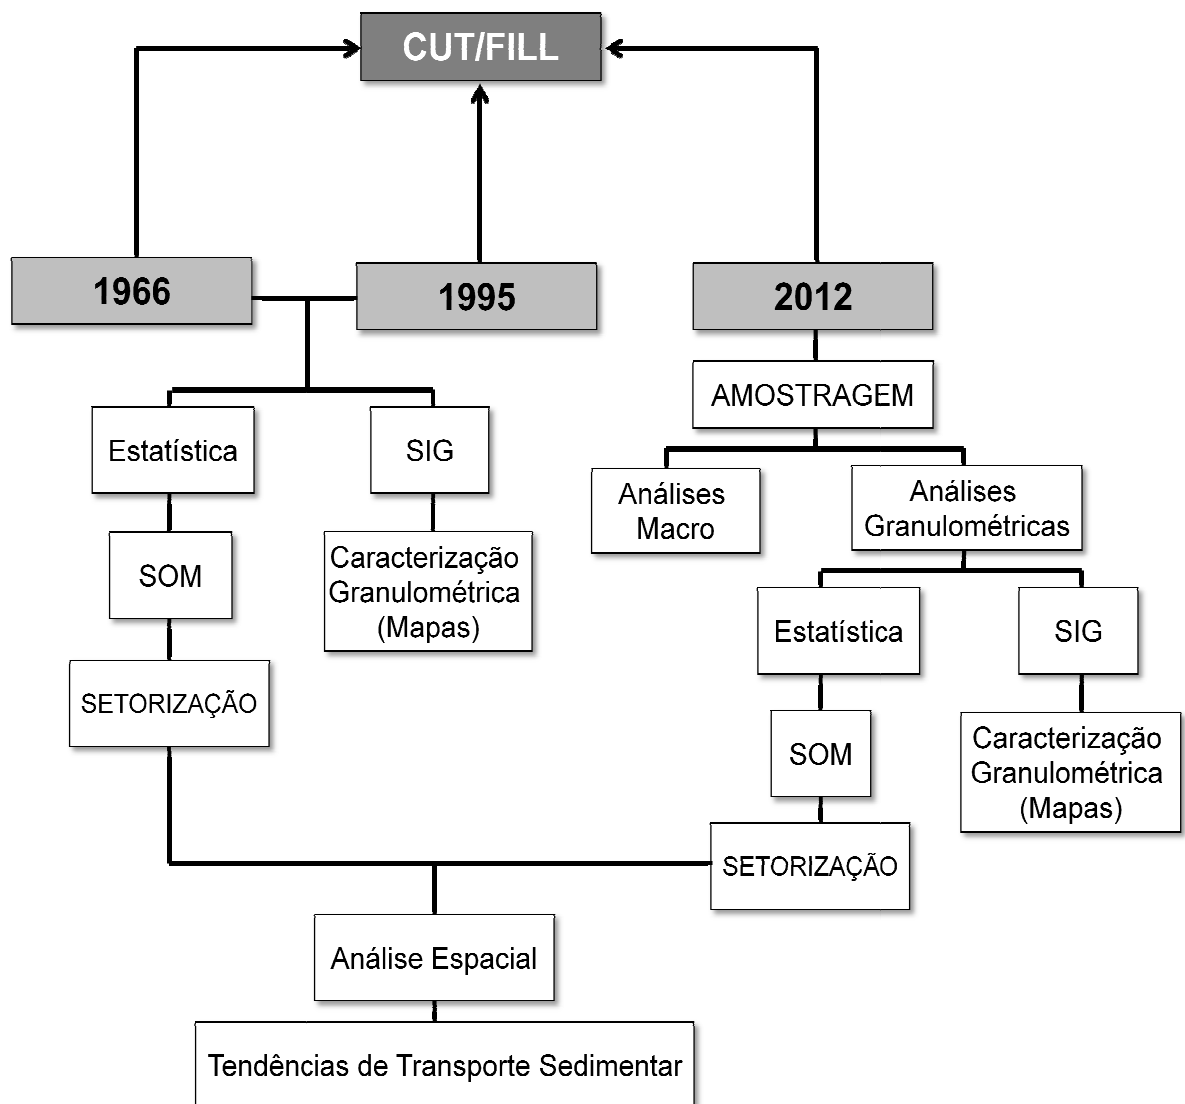 CUT/FILL
1966
1995
2012
AMOSTRAGEM
Estatística
SIG
Análises
Macro
Análises
Granulométricas
SOM
Caracterização
Granulométrica
(Mapas)
Estatística
SIG
SETORIZAÇÃO
SOM
Caracterização
Granulométrica
(Mapas)
SETORIZAÇÃO
Análise Espacial
Tendências de Transporte Sedimentar